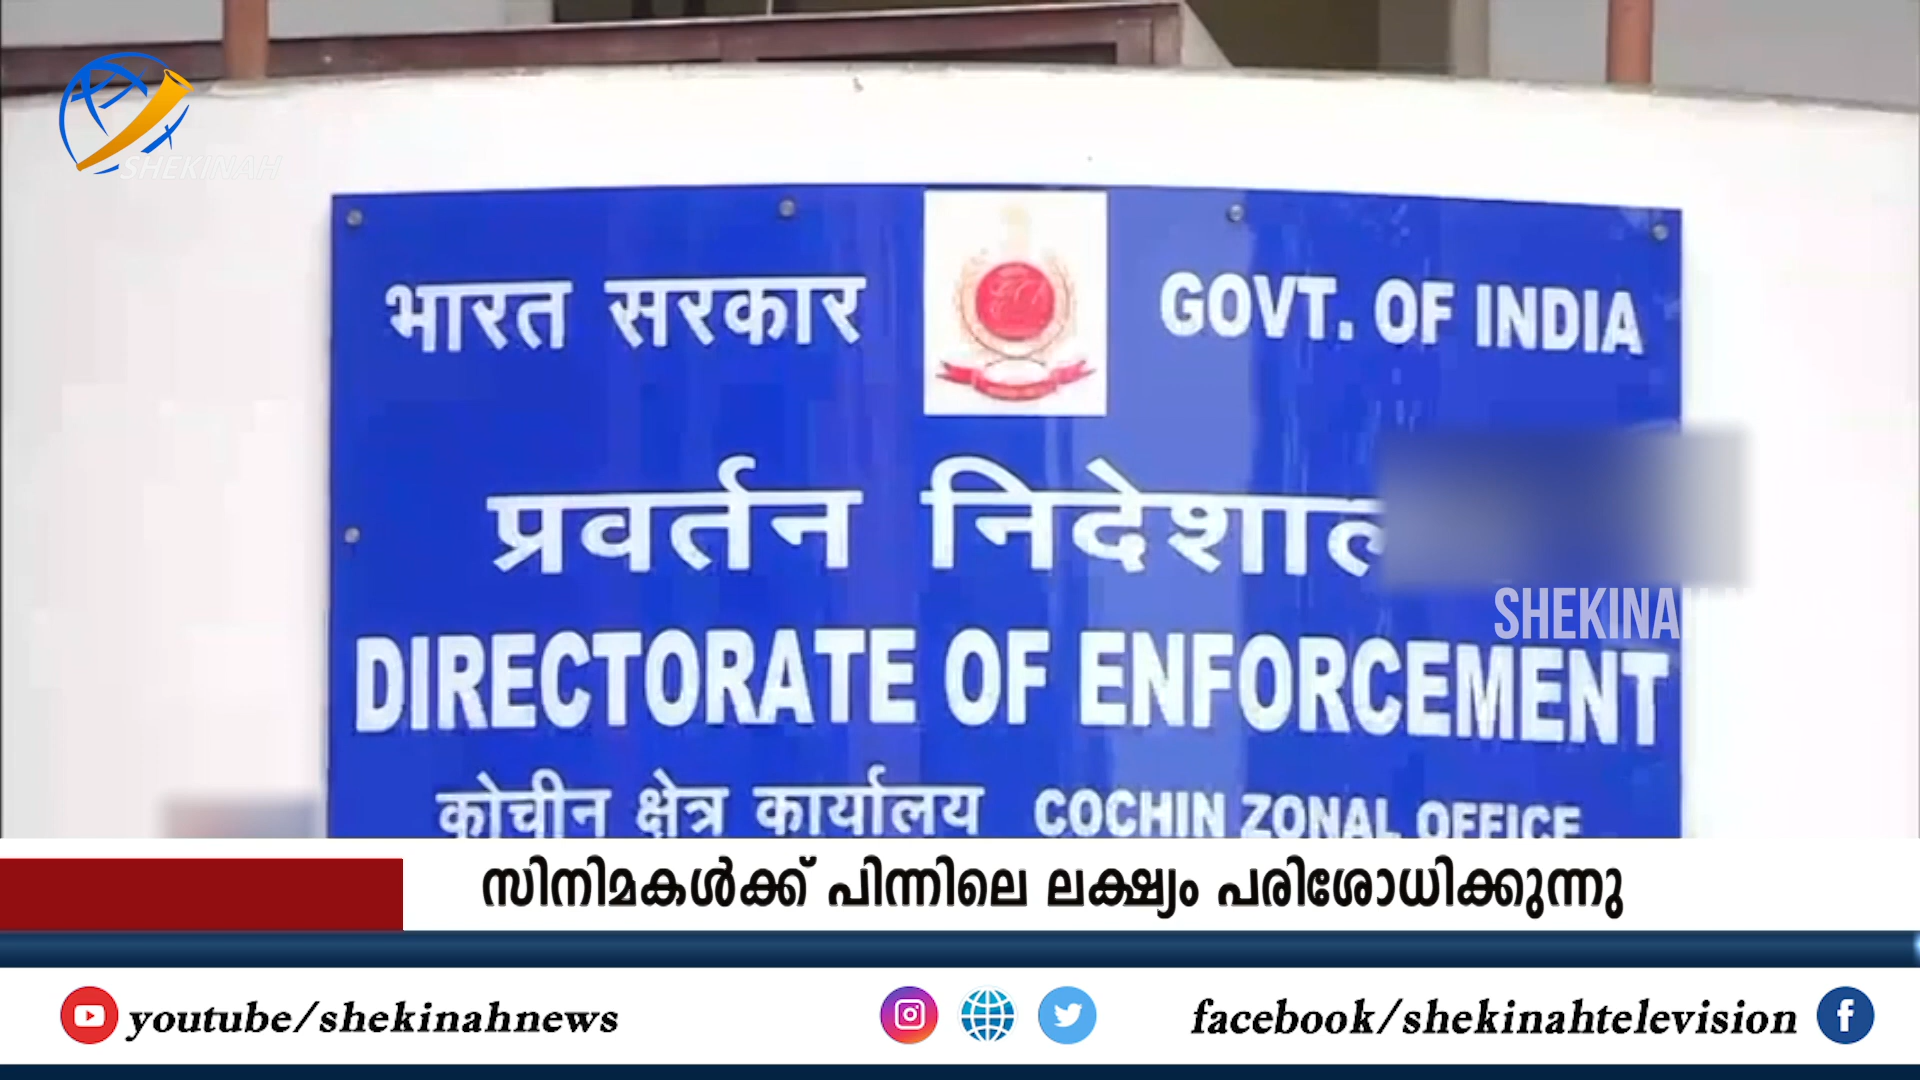 SHEKINAH
भारत सरकार GOVT. OF INDIA
प्रवर्तन
SHEKINA
DIRECTORATE OF ENFORCEMENT
कोचीन क्षेत्र कार्यालय COCHIN ZONAL OFFICE
സിനിമകൾക്ക് പിന്നിലെ ലക്ഷ്യം പരിശോധിക്കുന്നു
youtube/shekinahnews facebook/shekinahtelevision